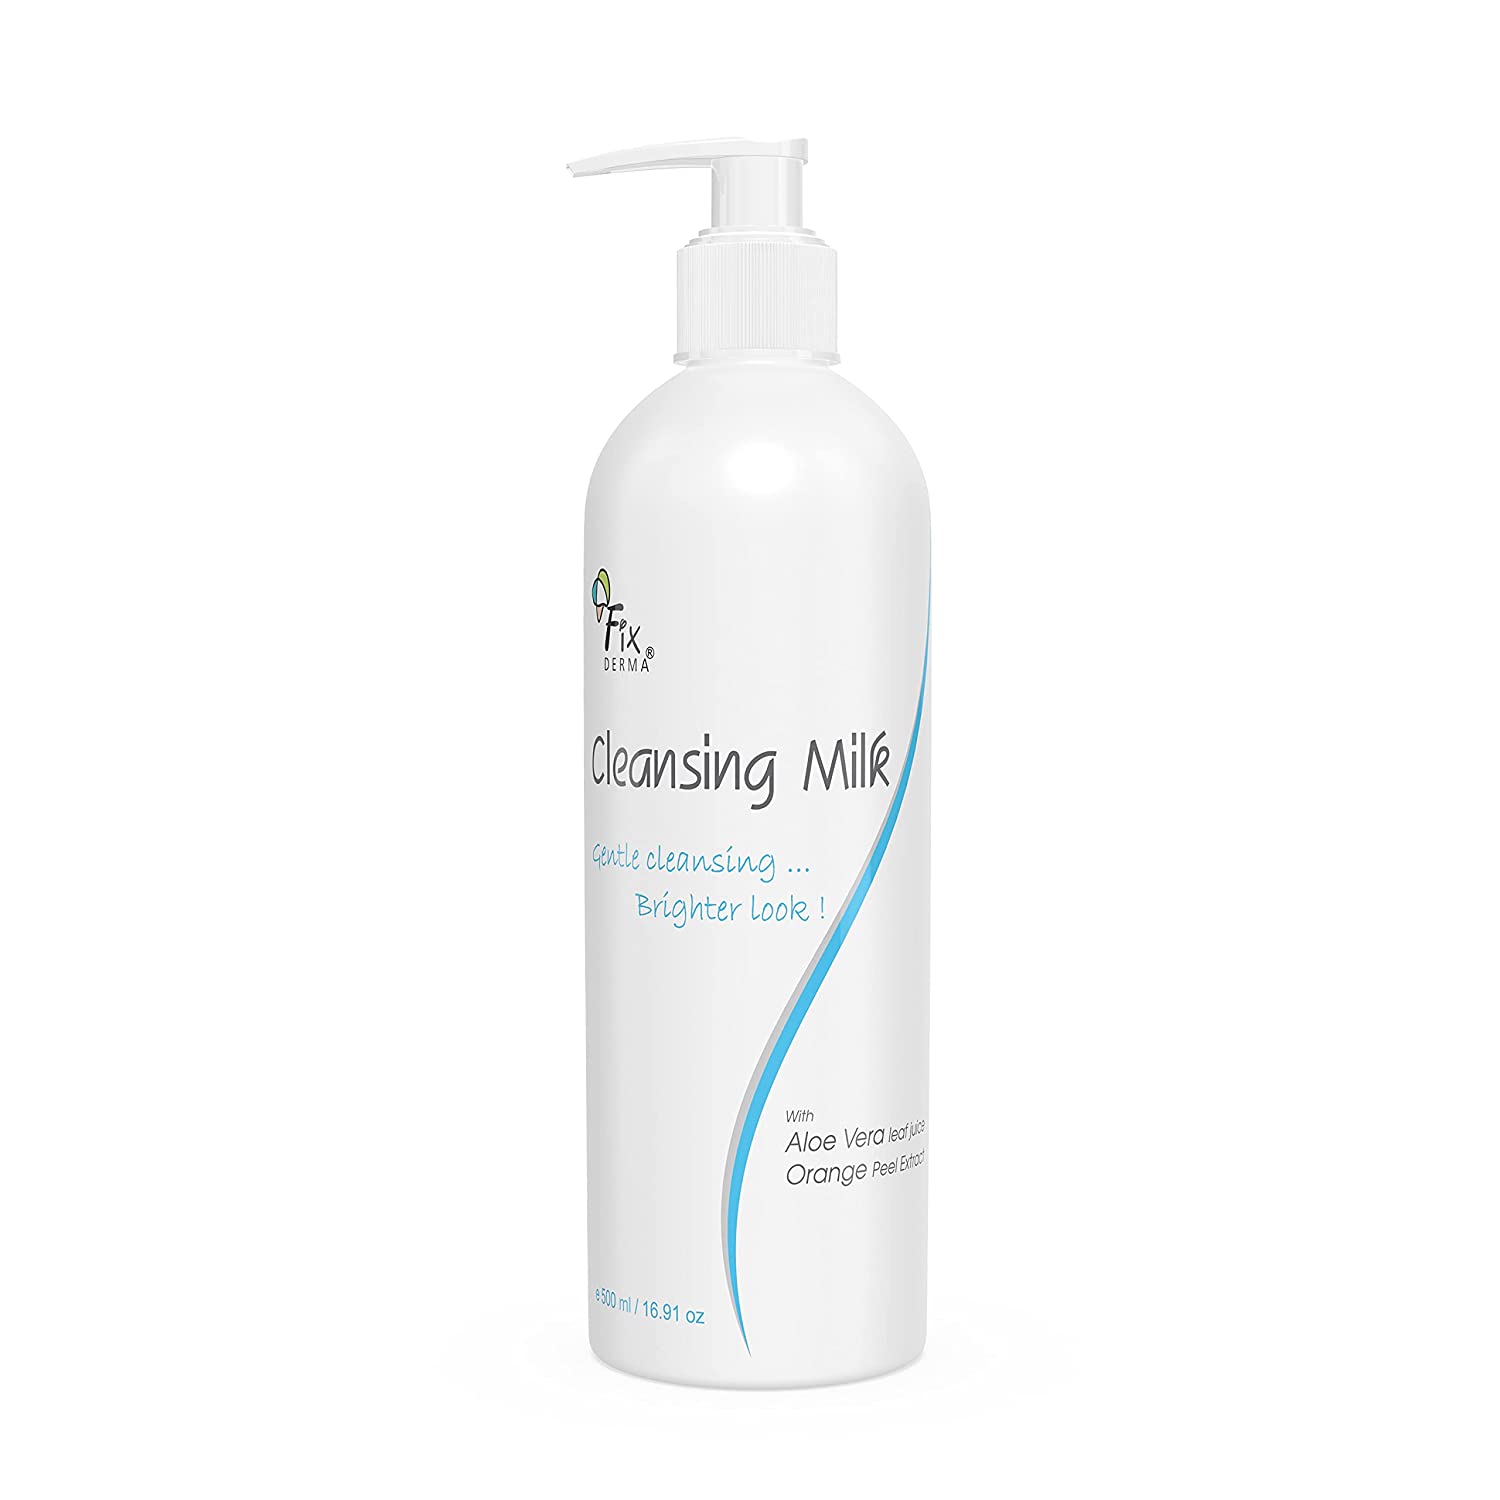 Fix
DERMA®
Cleansing Milk
Gentle cleansing ...
Brighter look !
With
Aloe Vera leaf juice
Orange Peel Extract
e 500 ml / 16.91 oz